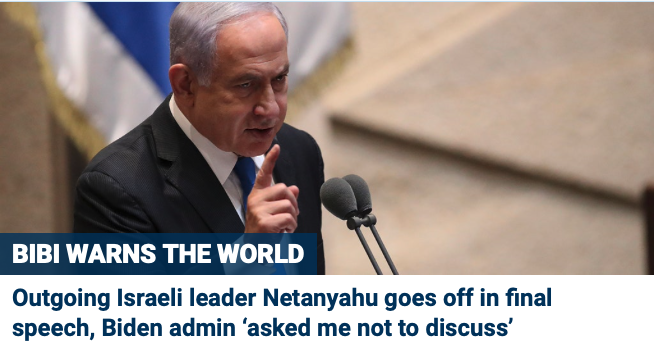 BIBI WARNS THE WORLD
Outgoing Israeli leader Netanyahu goes off in final
speech, Biden admin ‘asked me not to discuss’